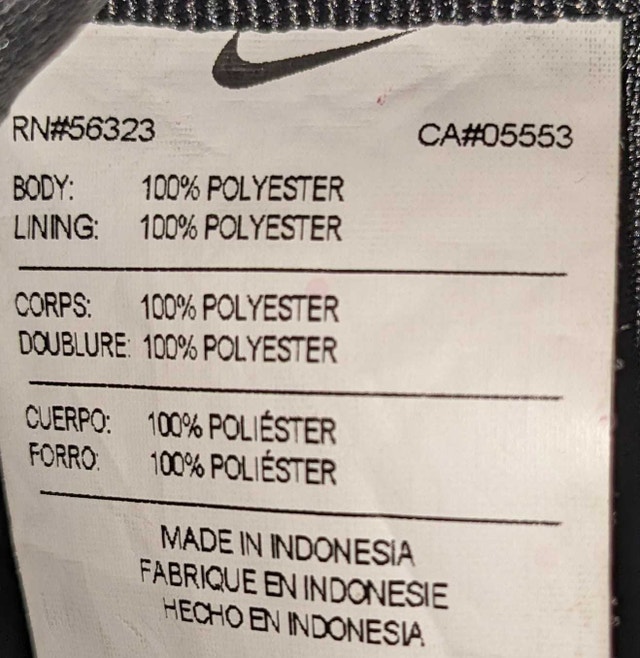 RN#56323 CA#05553
BODY: 100% POLYESTER
LINING: 100% POLYESTER
CORPS: 100% POLYESTER
DOUBLURE: 100% POLYESTER
CUERPO: 100% POLIÉSTER
FORRO: 100% POLIÉSTER
MADE IN INDONESIA
FABRIQUE EN INDONESIE
HECHO EN INDONESIA